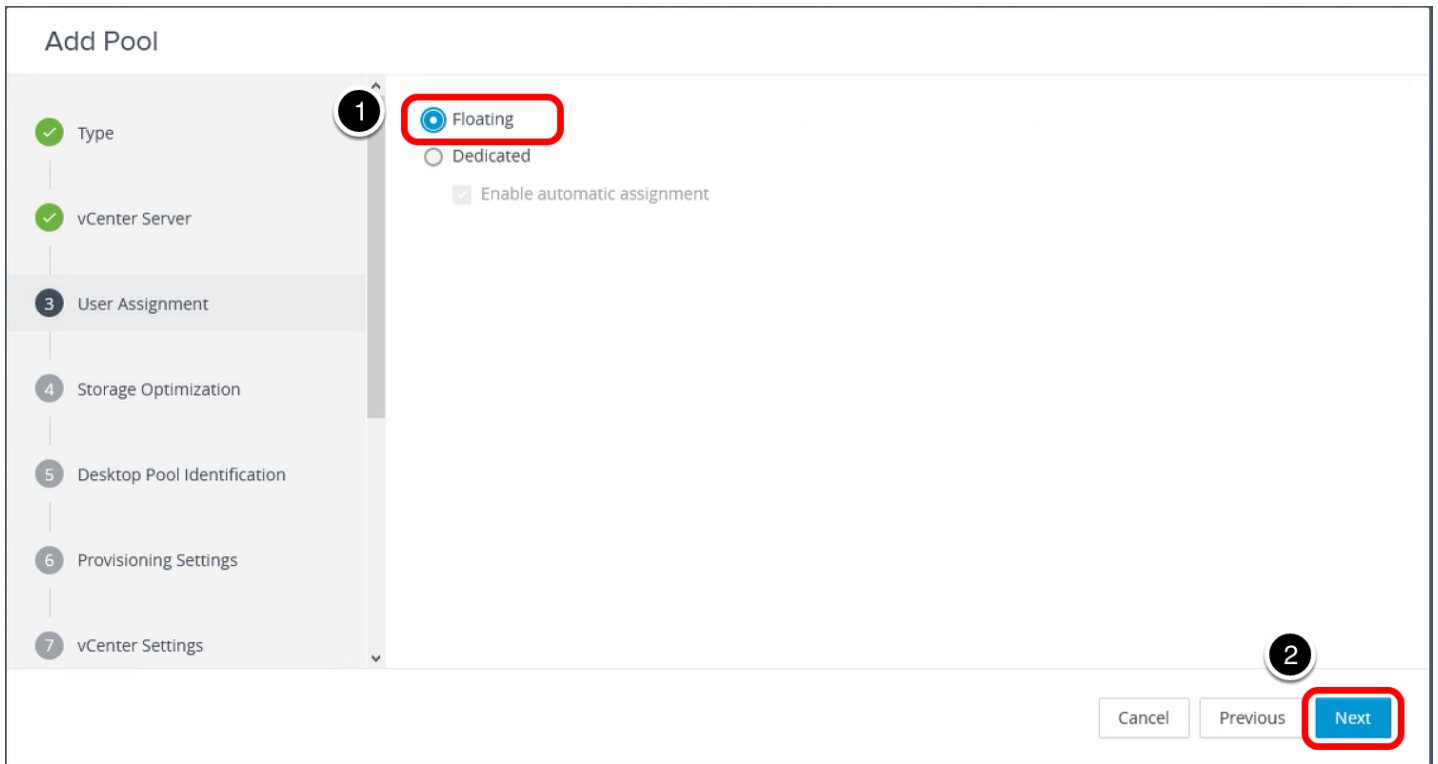 Add Pool
Type
vCenter Server
3 User Assignment
4 Storage Optimization
5 Desktop Pool Identification
6 Provisioning Settings
7 vCenter Settings
1
Floating
Dedicated
Enable automatic assignment
2
Cancel Previous Next